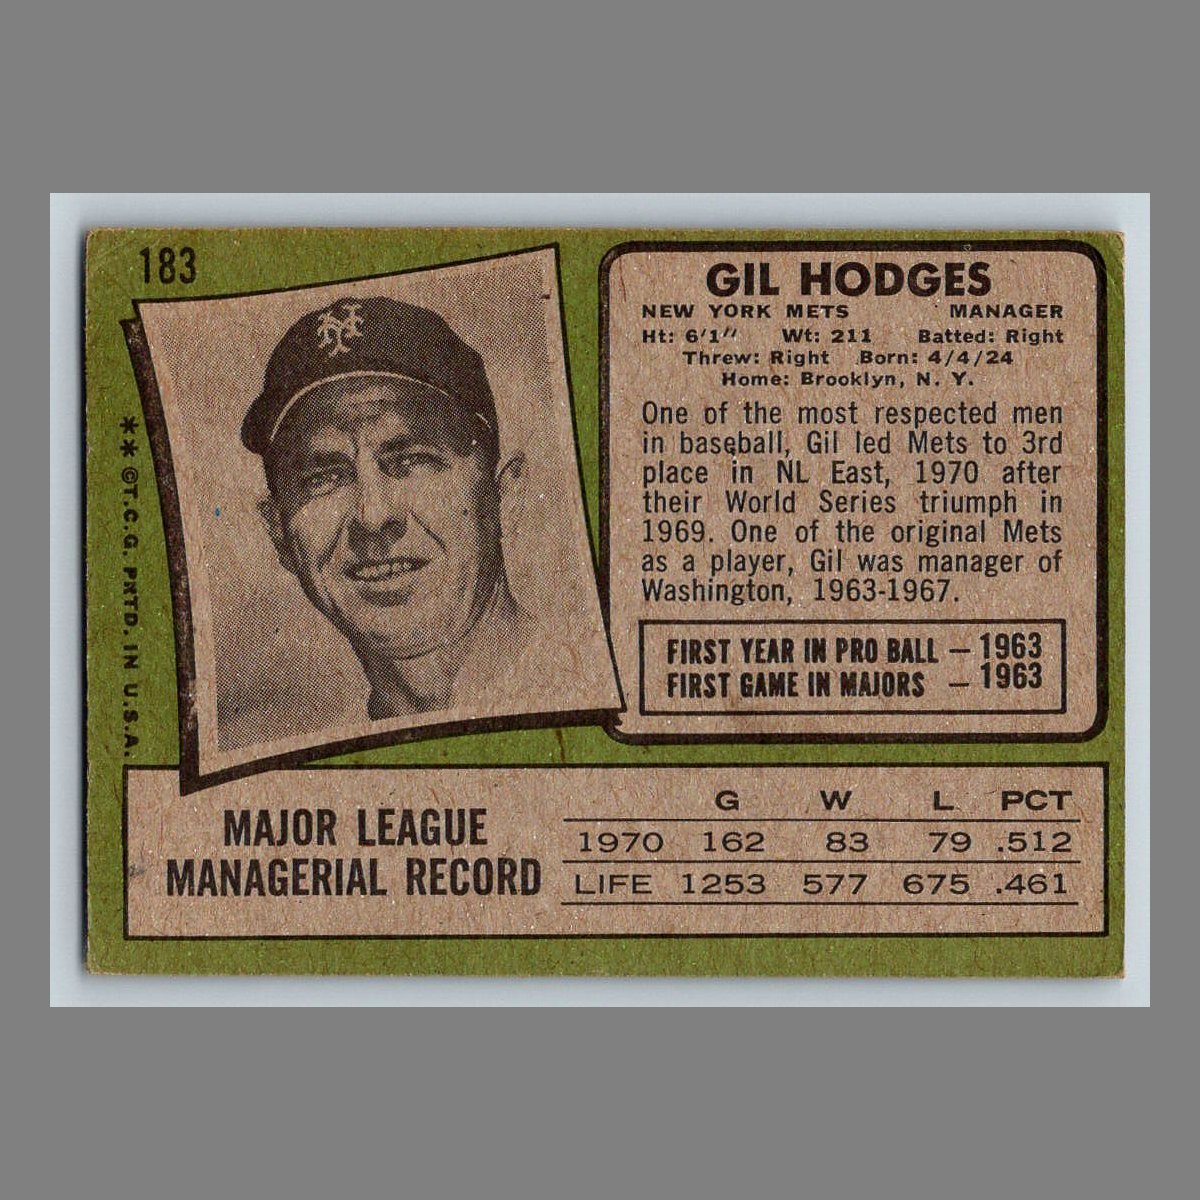 183
GIL HODGES
NEW YORK METS MANAGER
Ht: 6'1" Wt: 211 Batted: Right
Threw: Right Born: 4/4/24
Home: Brooklyn, N. Y.
One of the most respected men
in baseball, Gil led Mets to 3rd
place in NL East, 1970 after
their World Series triumph in
1969. One of the original Mets
as a player, Gil was manager of
Washington, 1963-1967.
FIRST YEAR IN PRO BALL — 1963
FIRST GAME IN MAJORS — 1963
NY
** ©T.C.G. PRTD. IN U.S.A.
MAJOR LEAGUE
MANAGERIAL RECORD
G W L PCT
1970 162 83 79 .512
LIFE 1253 577 675 .461